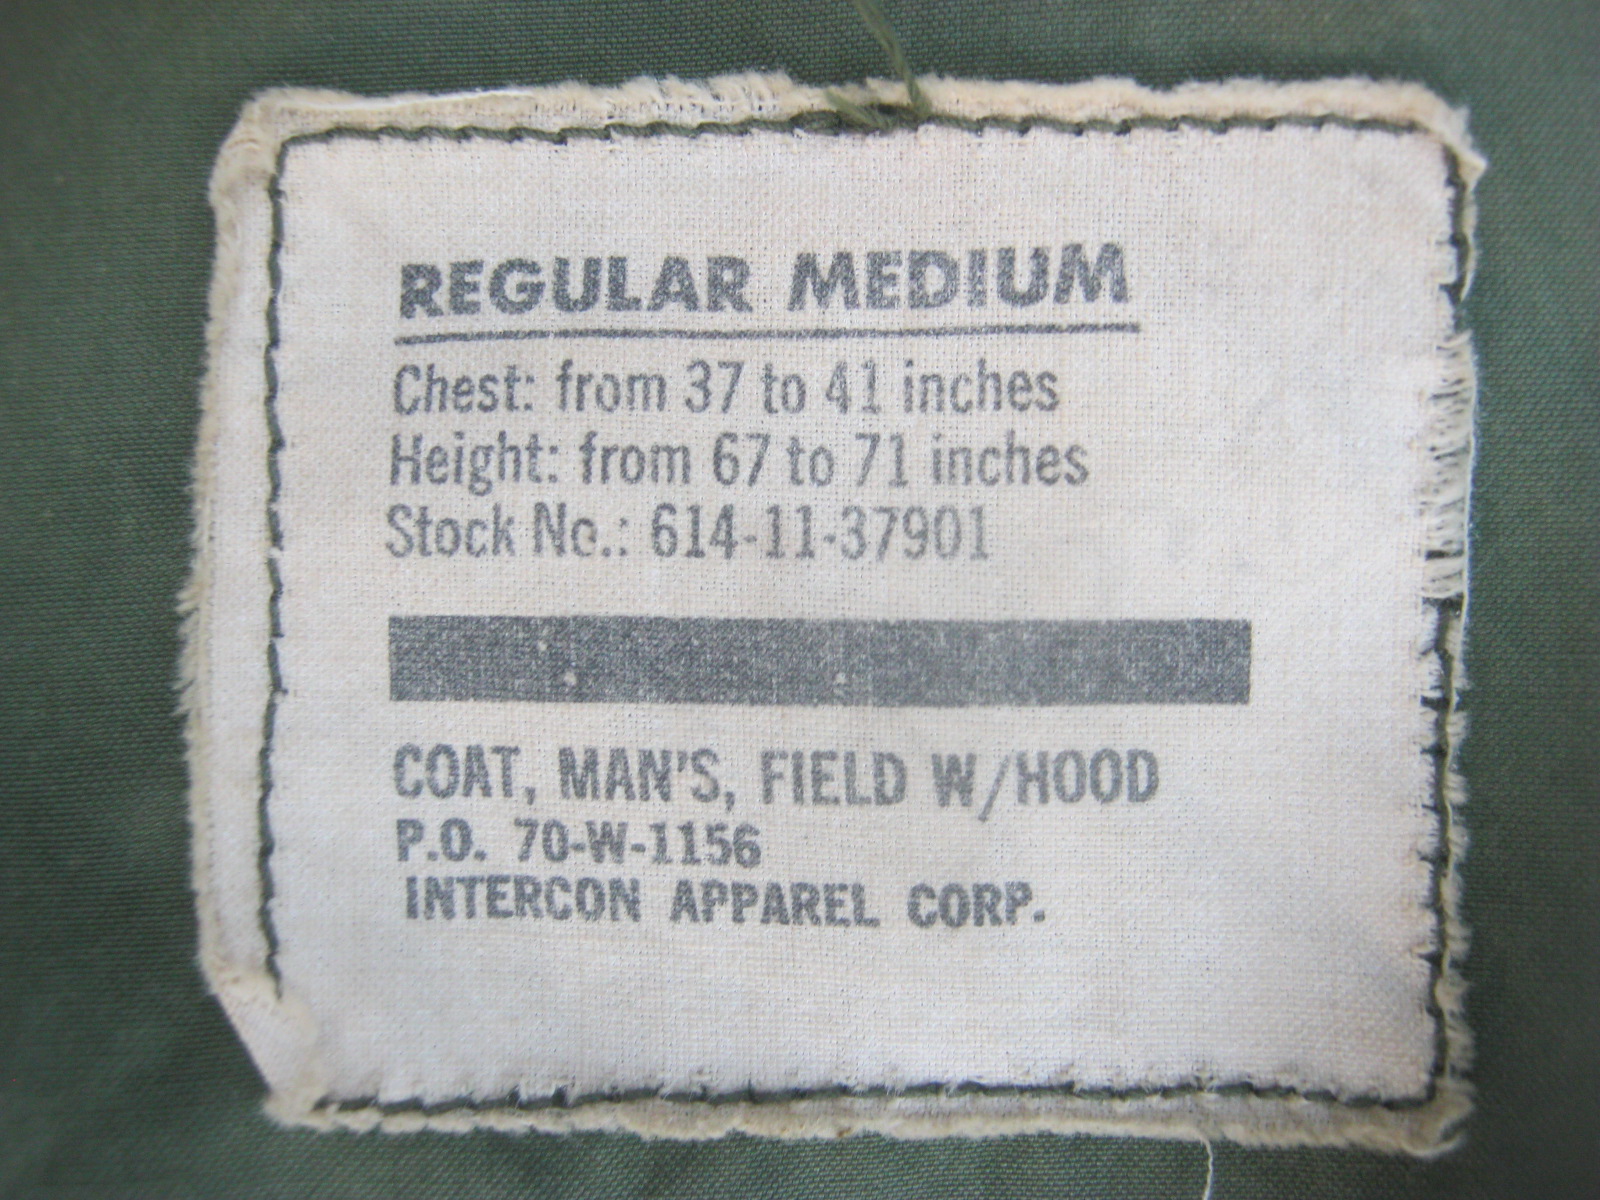 REGULAR MEDIUM
Chest: from 37 to 41 inches
Height: from 67 to 71 inches
Stock No.: 614-11-37901
COAT, MAN'S, FIELD W/HOOD
P.O. 70-W-1156
INTERCON APPAREL CORP.